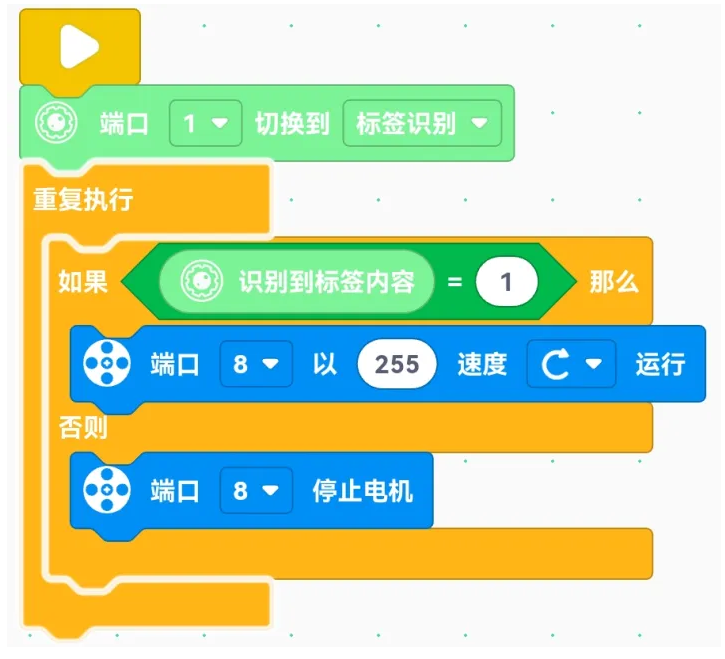 端口 1 切换到 标签识别
重复执行
如果 识别到标签内容 = 1 那么
端口 8 以 255 速度 运行
否则
端口 8 停止电机